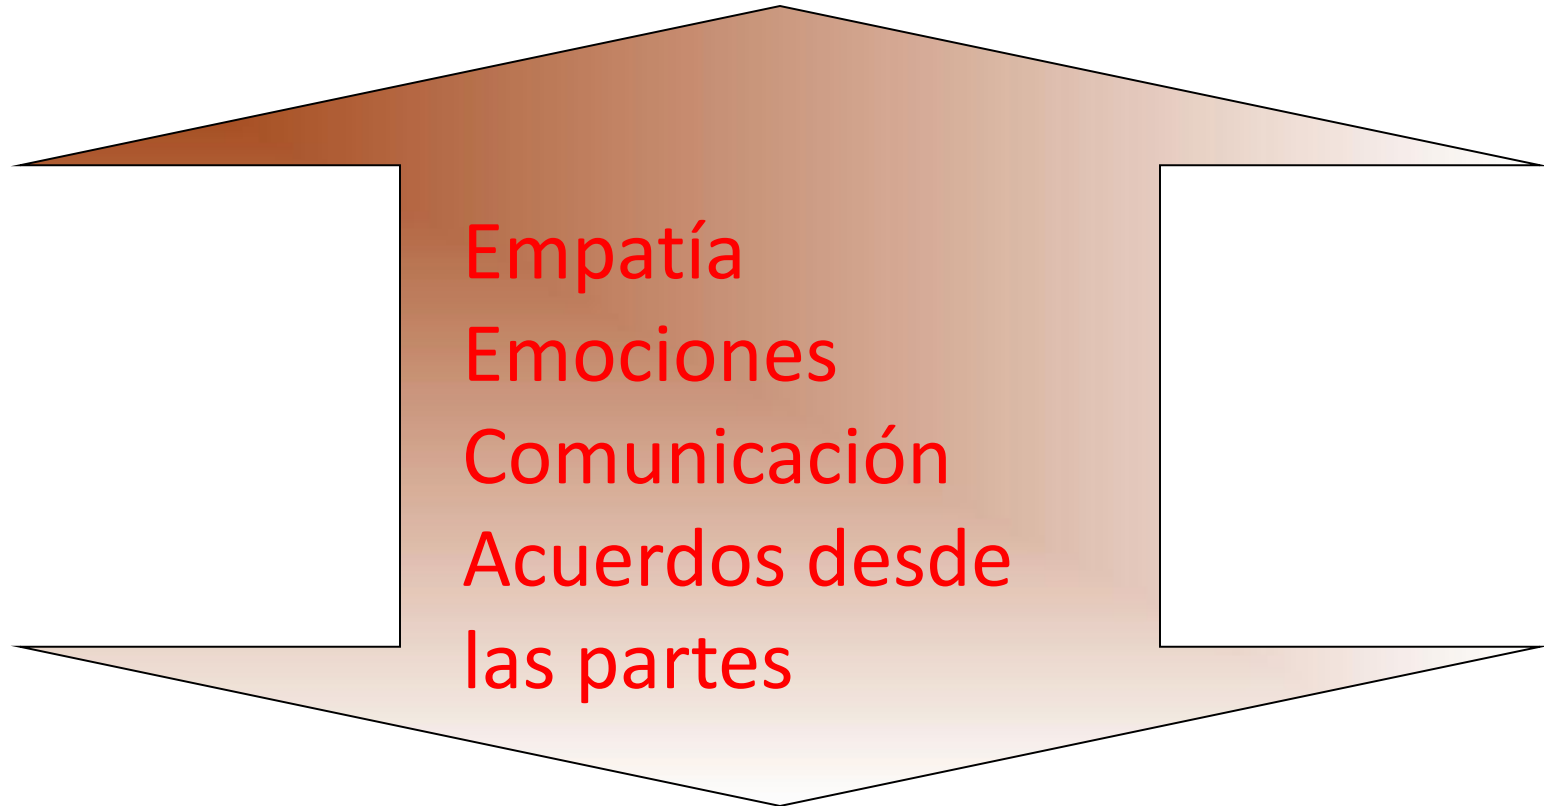 Empatía
Emociones
Comunicación
Acuerdos desde
las partes